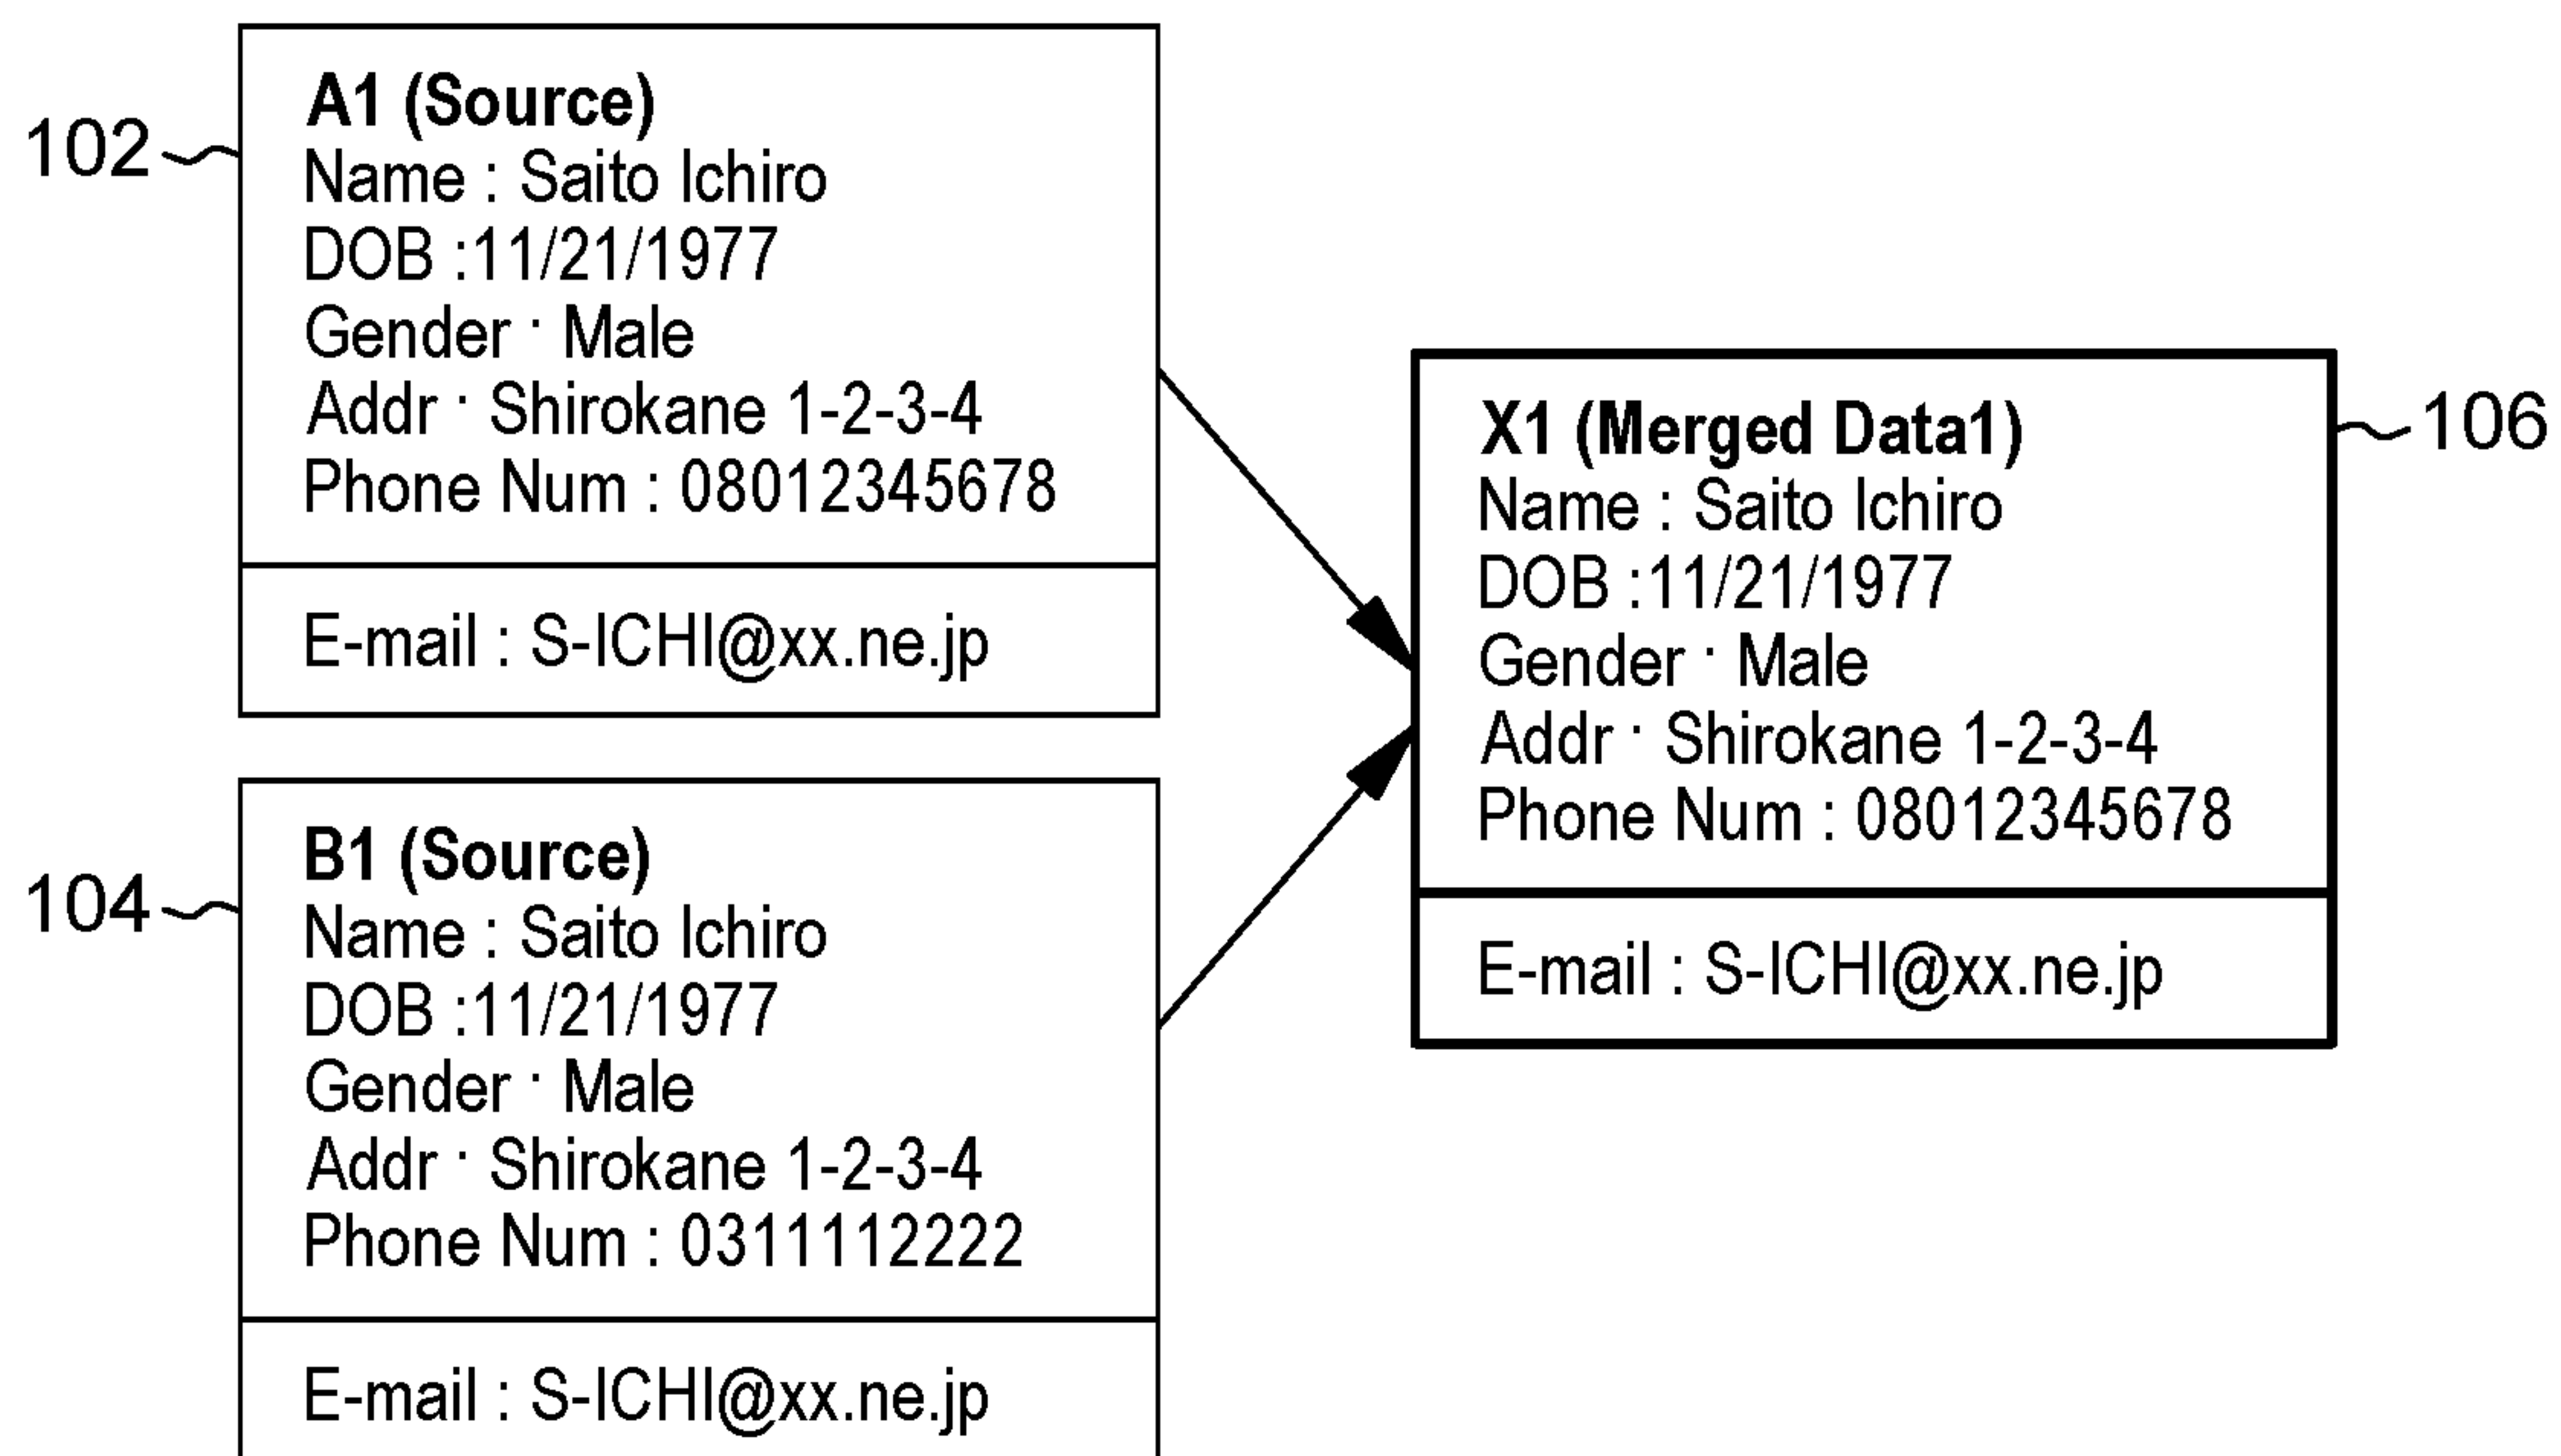 102
A1 (Source)
Name : Saito Ichiro
DOB :11/21/1977
Gender · Male
Addr · Shirokane 1-2-3-4
Phone Num : 08012345678
E-mail : S-ICHI@xx.ne.jp
104
B1 (Source)
Name : Saito Ichiro
DOB :11/21/1977
Gender · Male
Addr · Shirokane 1-2-3-4
Phone Num : 0311112222
E-mail : S-ICHI@xx.ne.jp
106
X1 (Merged Data1)
Name : Saito Ichiro
DOB :11/21/1977
Gender · Male
Addr · Shirokane 1-2-3-4
Phone Num : 08012345678
E-mail : S-ICHI@xx.ne.jp